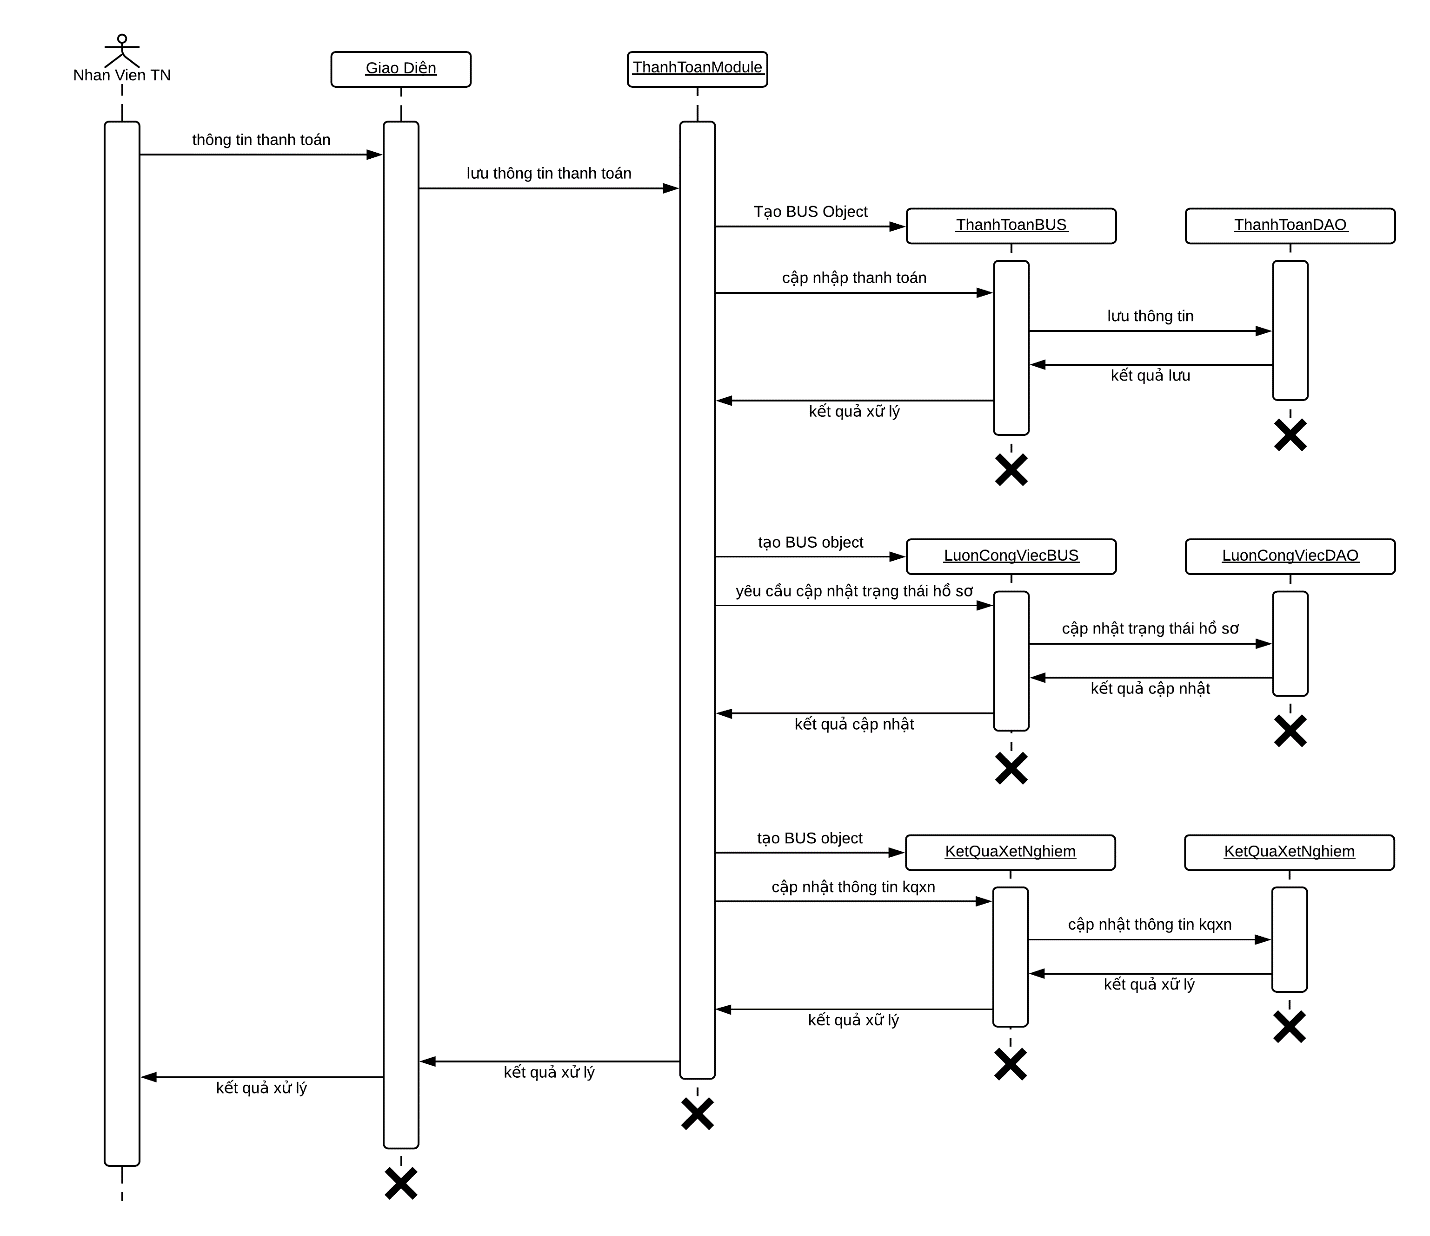 Nhan Vien TN
Giao Diện
ThanhToanModule
thông tin thanh toán
lưu thông tin thanh toán
Tạo BUS Object
ThanhToanBUS
ThanhToanDAO
cập nhập thanh toán
lưu thông tin
kết quả lưu
kết quả xữ lý
tạo BUS object
LuonCongViecBUS
LuonCongViecDAO
yêu cầu cập nhật trạng thái hồ sơ
cập nhật trạng thái hồ sơ
kết quả cập nhật
kết quả cập nhật
tạo BUS object
KetQuaXetNghiem
KetQuaXetNghiem
cập nhật thông tin kqxn
cập nhật thông tin kqxn
kết quả xữ lý
kết quả xữ lý
kết quả xử lý
kết quả xử lý